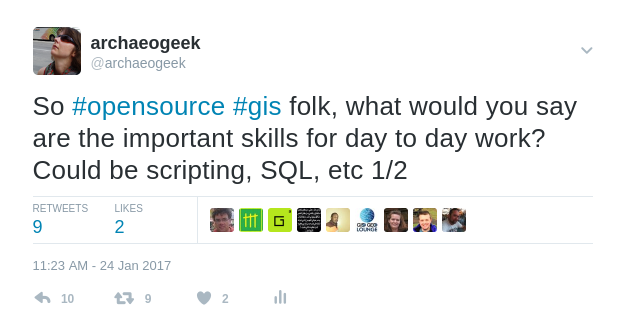 archaeogeek
@archaeogeek
So #opensource #gis folk, what would you say
are the important skills for day to day work?
Could be scripting, SQL, etc 1/2
RETWEETS
9
LIKES
2
G
GEO GEO
LOUNGE
11:23 AM - 24 Jan 2017
10
9
2